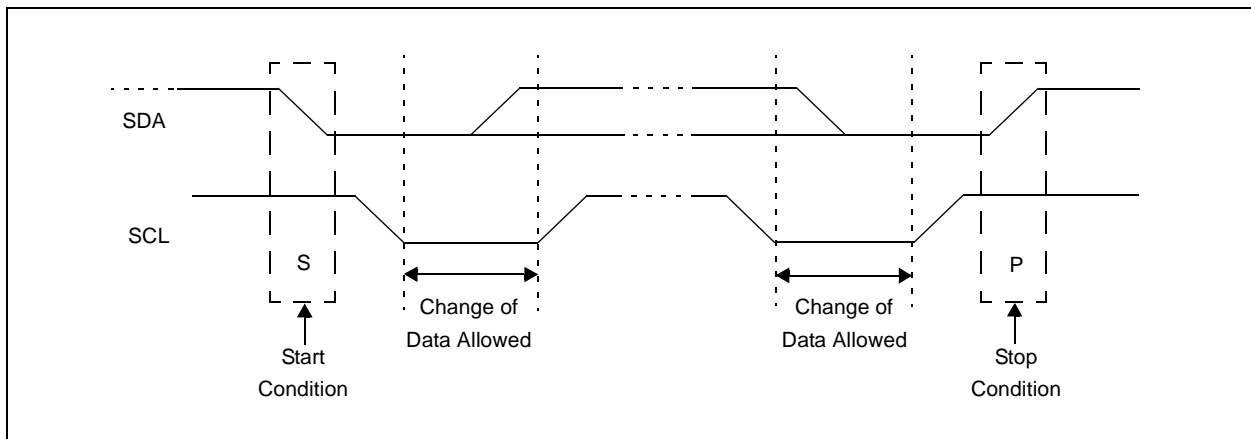 SDA
SCL
S
P
Change of
Data Allowed
Change of
Data Allowed
Start
Condition
Stop
Condition